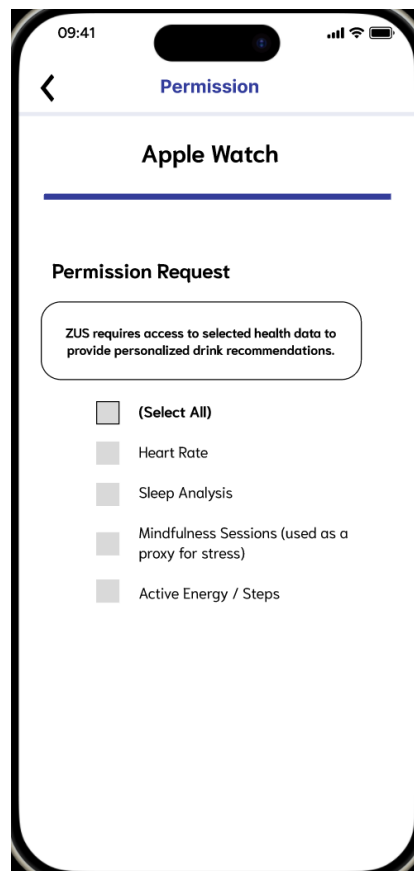 09:41
Permission
Apple Watch
Permission Request
ZUS requires access to selected health data to
provide personalized drink recommendations.
(Select All)
Heart Rate
Sleep Analysis
Mindfulness Sessions (used as a
proxy for stress)
Active Energy / Steps